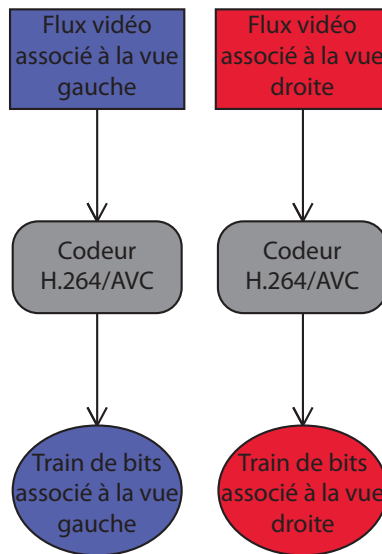 Flux vidéo
associé à la vue
gauche
Flux vidéo
associé à la vue
droite
Codeur
H.264/AVC
Codeur
H.264/AVC
Train de bits
associé à la vue
gauche
Train de bits
associé à la vue
droite